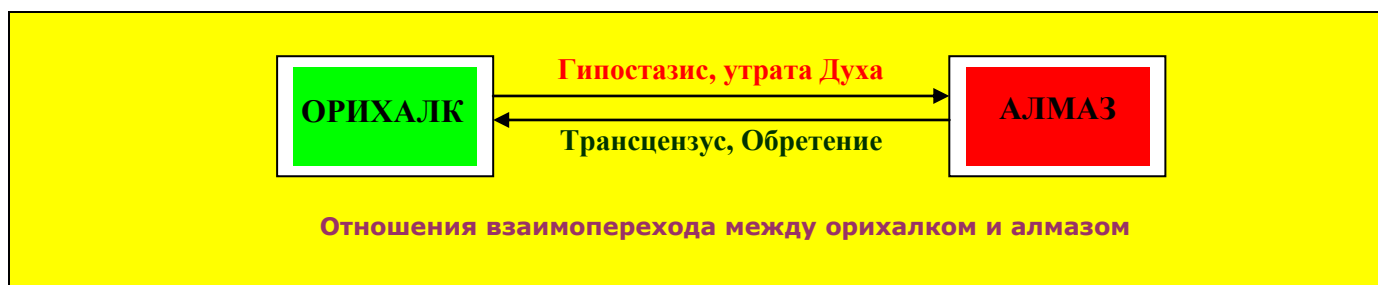 Гипостазис, утрата Духа
ОРИХАЛК
АЛМАЗ
Трансцензус, Обретение
Отношения взаимоперехода между орихалком и алмазом